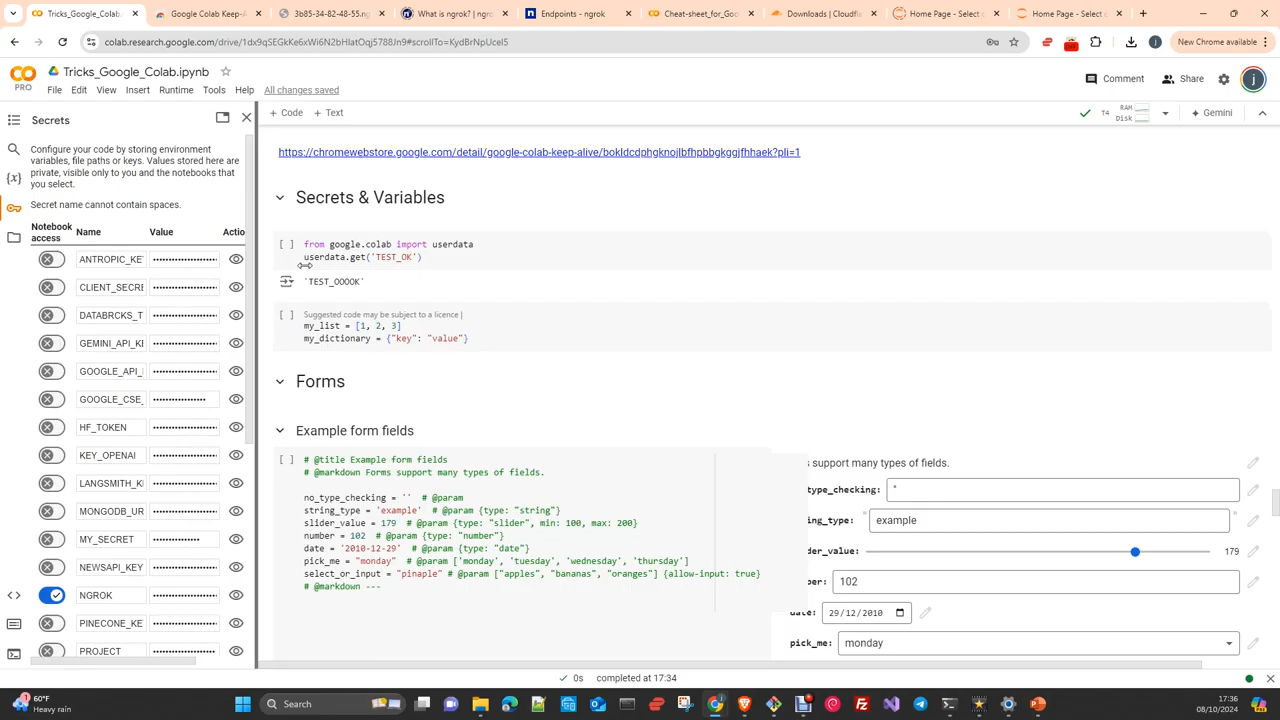 Tricks_Google_Colab.ipynb
Google Colab Keep-A
3b85-34-82-48-55.ng
What is ngrok? | ngro
Endpoints - ngrok
Cheat-sheet_for_Goo
Downloads | Cloudfla
Home Page - Select o
Home Page - Select o
colab.research.google.com/drive/1dx9qSEGkKe6xWi6N2bHlatOqj5788Jn9#scrollTo=KydBrNpUceI5
New Chrome available
CO
PRO
Tricks_Google_Colab.ipynb
File Edit View Insert Runtime Tools Help All changes saved
Comment
Share
j
Secrets
+ Code + Text
T4
RAM
Disk
Gemini
Configure your code by storing environment
variables, file paths or keys. Values stored here are
private, visible only to you and the notebooks that
you select.
Secret name cannot contain spaces.
Notebook access Name Value Actio
ANTROPIC_KE
CLIENT_SECRE
DATABRCKS_T
GEMINI_API_KE
GOOGLE_API_
GOOGLE_CSE_
HF_TOKEN
KEY_OPENAI
LANGSMITH_K
MONGODB_UR
MY_SECRET
NEWSAPI_KEY
NGROK
PINECONE_KE
PROJECT
https://chromewebstore.google.com/detail/google-colab-keep-alive/bokldcdphgknojlbfhpbbgkggjfhhaek?pli=1
Secrets & Variables
[ ] from google.colab import userdata
userdata.get('TEST_OK')
'TEST_OOOOK'
[ ] Suggested code may be subject to a licence |
my_list = [1, 2, 3]
my_dictionary = {"key": "value"}
Forms
Example form fields
[ ] # @title Example form fields
# @markdown Forms support many types of fields.
no_type_checking = '' # @param
string_type = 'example' # @param {type: "string"}
slider_value = 179 # @param {type: "slider", min: 100, max: 200}
number = 102 # @param {type: "number"}
date = '2010-12-29' # @param {type: "date"}
pick_me = "monday" # @param ['monday', 'tuesday', 'wednesday', 'thursday']
select_or_input = "pinaple" # @param ["apples", "bananas", "oranges"] {allow-input: true}
# @markdown ---
s support many types of fields.
type_checking: "
ing_type: " example "
der_value: 179
ber: 102
date: 29/12/2010
pick_me: monday
0s completed at 17:34
60°F
Heavy rain
Search
17:36
08/10/2024